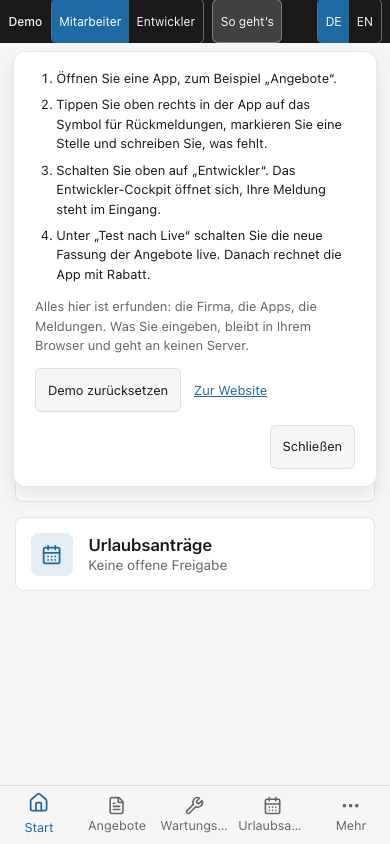 Demo Mitarbeiter Entwickler So geht’s DE EN
1. Öffnen Sie eine App, zum Beispiel „Angebote“.
2. Tippen Sie oben rechts in der App auf das
Symbol für Rückmeldungen, markieren Sie eine
Stelle und schreiben Sie, was fehlt.
3. Schalten Sie oben auf „Entwickler“. Das
Entwickler-Cockpit öffnet sich, Ihre Meldung
steht im Eingang.
4. Unter „Test nach Live“ schalten Sie die neue
Fassung der Angebote live. Danach rechnet die
App mit Rabatt.
Alles hier ist erfunden: die Firma, die Apps, die
Meldungen. Was Sie eingeben, bleibt in Ihrem
Browser und geht an keinen Server.
Demo zurücksetzen Zur Website
Schließen
Urlaubsanträge
Keine offene Freigabe
Start Angebote Wartungs... Urlaubsa... Mehr